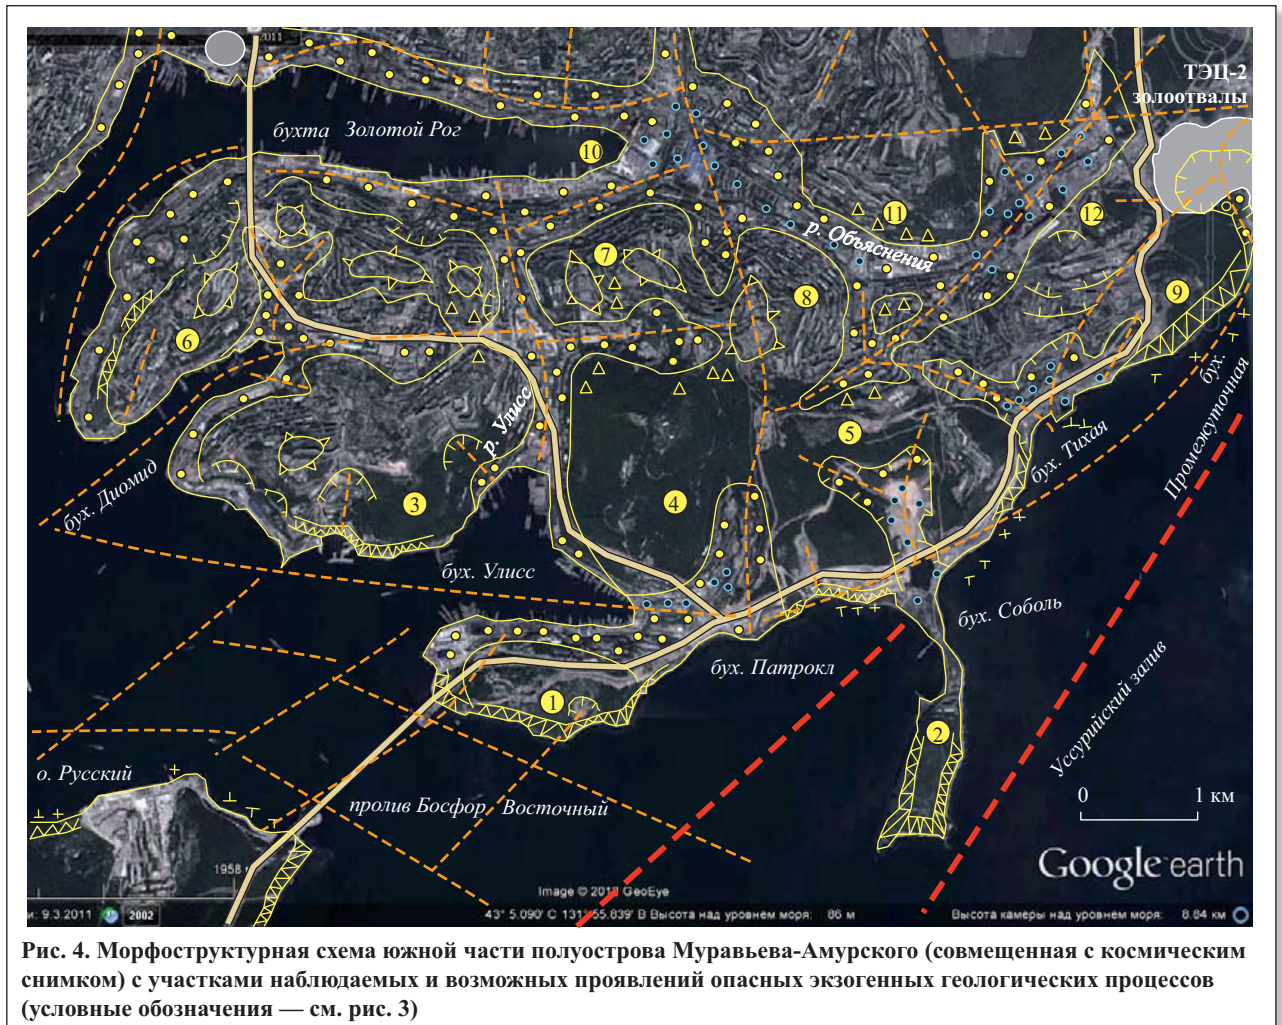 2011
ТЭЦ-2
золоотвалы
бухта Золотой Рог
10
11
12
р. Объяснения
7
8
9
6
бух. Промежуточная
р. Улисс
5
бух. Тихая
бух. Диомид
3
4
бух. Улисс
бух. Соболь
бух. Патрокл
1
2
Уссурийский залив
о. Русский
пролив Босфор Восточный
0 1 км
Google earth
1958
Image © 2012 GeoEye
и: 9.3.2011 2002 43° 5.090' С 131°55.839' В Высота над уровнем моря: 86 м Высота камеры над уровнем моря: 8.84 км
Рис. 4. Морфоструктурная схема южной части полуострова Муравьева-Амурского (совмещенная с космическим
снимком) с участками наблюдаемых и возможных проявлений опасных экзогенных геологических процессов
(условные обозначения — см. рис. 3)